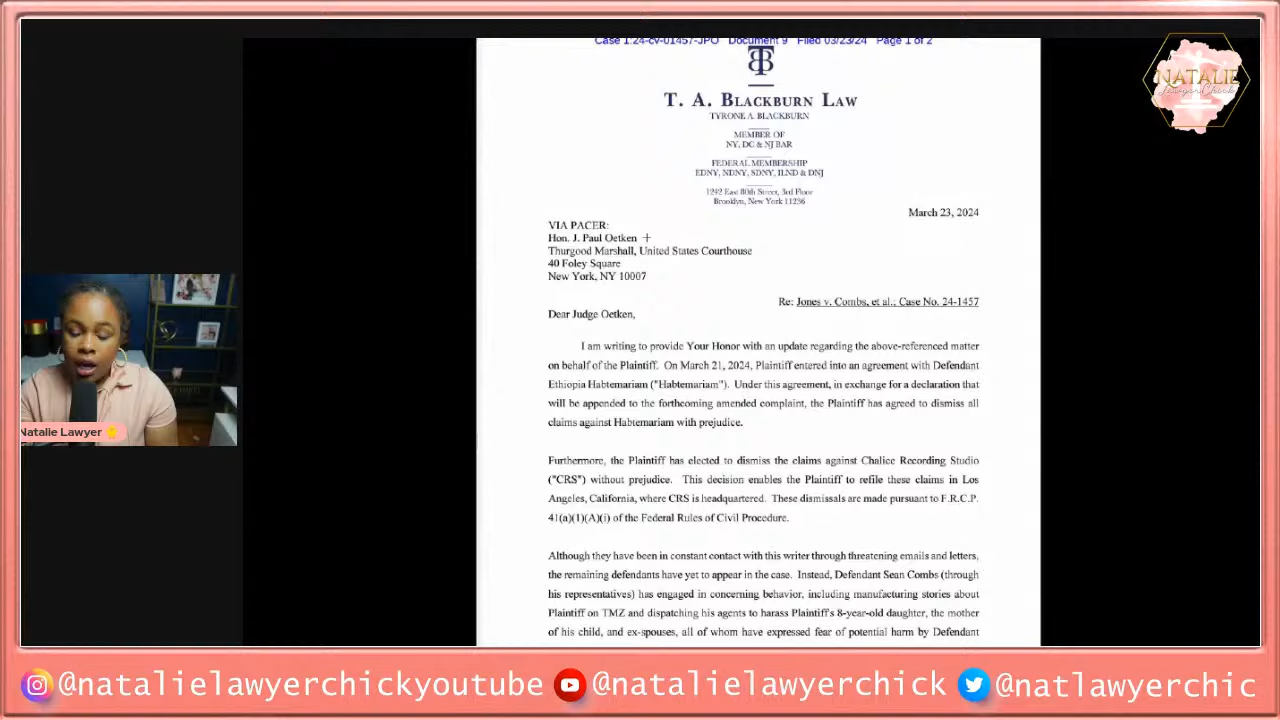 Case 1:24-cv-01457-JPO Document 9 Filed 03/23/24 Page 1 of 2
T. A. BLACKBURN LAW
TYRONE A. BLACKBURN
MEMBER OF
NY, DC & NJ BAR
FEDERAL MEMBERSHIP
EDNY, NDNY, SDNY, ILND & DNJ
1242 East 80th Street, 3rd Floor
Brooklyn, New York 11236
March 23, 2024
VIA PACER:
Hon. J. Paul Oetken
Thurgood Marshall, United States Courthouse
40 Foley Square
New York, NY 10007
Re: Jones v. Combs, et al.; Case No. 24-1457
Dear Judge Oetken,
I am writing to provide Your Honor with an update regarding the above-referenced matter
on behalf of the Plaintiff. On March 21, 2024, Plaintiff entered into an agreement with Defendant
Ethiopia Habtemariam ("Habtemariam"). Under this agreement, in exchange for a declaration that
will be appended to the forthcoming amended complaint, the Plaintiff has agreed to dismiss all
claims against Habtemariam with prejudice.
Furthermore, the Plaintiff has elected to dismiss the claims against Chalice Recording Studio
("CRS") without prejudice. This decision enables the Plaintiff to refile these claims in Los
Angeles, California, where CRS is headquartered. These dismissals are made pursuant to F.R.C.P.
41(a)(1)(A)(i) of the Federal Rules of Civil Procedure.
Although they have been in constant contact with this writer through threatening emails and letters,
the remaining defendants have yet to appear in the case. Instead, Defendant Sean Combs (through
his representatives) has engaged in concerning behavior, including manufacturing stories about
Plaintiff on TMZ and dispatching his agents to harass Plaintiff's 8-year-old daughter, the mother
of his child, and ex-spouses, all of whom have expressed fear of potential harm by Defendant
NATALIE
LawyerChick
Natalie Lawyer
@natalielawyerchickyoutube
@natalielawyerchick
@natlawyerchic